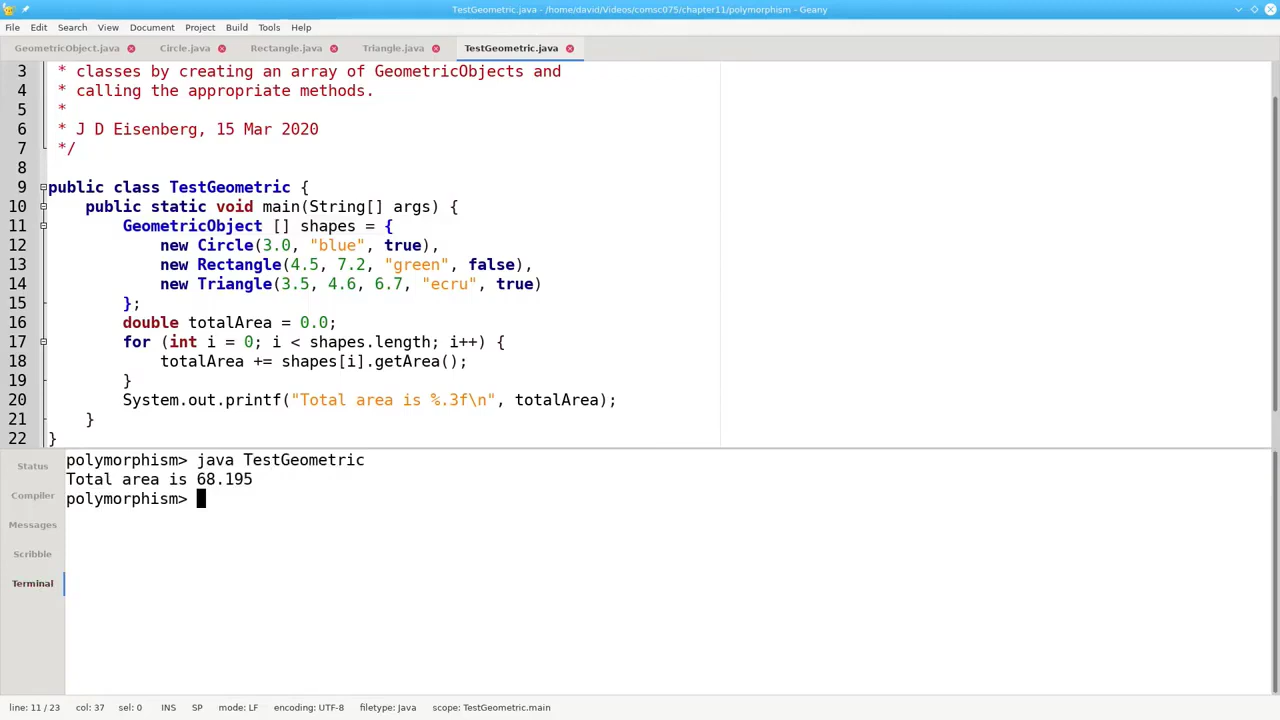 TestGeometric.java - /home/david/Videos/comsc075/chapter11/polymorphism - Geany
File Edit Search View Document Project Build Tools Help
GeometricObject.java Circle.java Rectangle.java Triangle.java TestGeometric.java
3 * classes by creating an array of GeometricObjects and
4 * calling the appropriate methods.
5 *
6 * J D Eisenberg, 15 Mar 2020
7 */
8
9 public class TestGeometric {
10 public static void main(String[] args) {
11 GeometricObject [] shapes = {
12 new Circle(3.0, "blue", true),
13 new Rectangle(4.5, 7.2, "green", false),
14 new Triangle(3.5, 4.6, 6.7, "ecru", true)
15 };
16 double totalArea = 0.0;
17 for (int i = 0; i < shapes.length; i++) {
18 totalArea += shapes[i].getArea();
19 }
20 System.out.printf("Total area is %.3f\n", totalArea);
21 }
22 }
Status
Compiler
Messages
Scribble
Terminal
polymorphism> java TestGeometric
Total area is 68.195
polymorphism>
line: 11 / 23 col: 37 sel: 0 INS SP mode: LF encoding: UTF-8 filetype: Java scope: TestGeometric.main